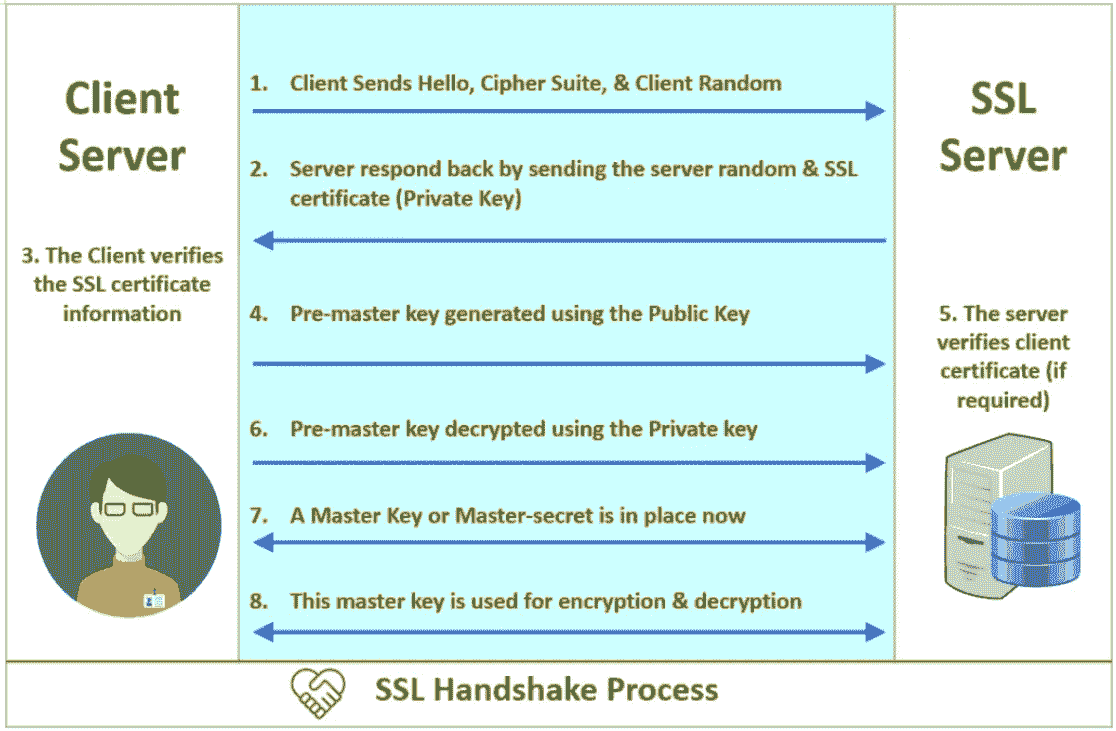 Client
Server
SSL
Server
1. Client Sends Hello, Cipher Suite, & Client Random
2. Server respond back by sending the server random & SSL
certificate (Private Key)
3. The Client verifies
the SSL certificate
information
4. Pre-master key generated using the Public Key
5. The server
verifies client
certificate (if
required)
6. Pre-master key decrypted using the Private key
7. A Master Key or Master-secret is in place now
8. This master key is used for encryption & decryption
SSL Handshake Process